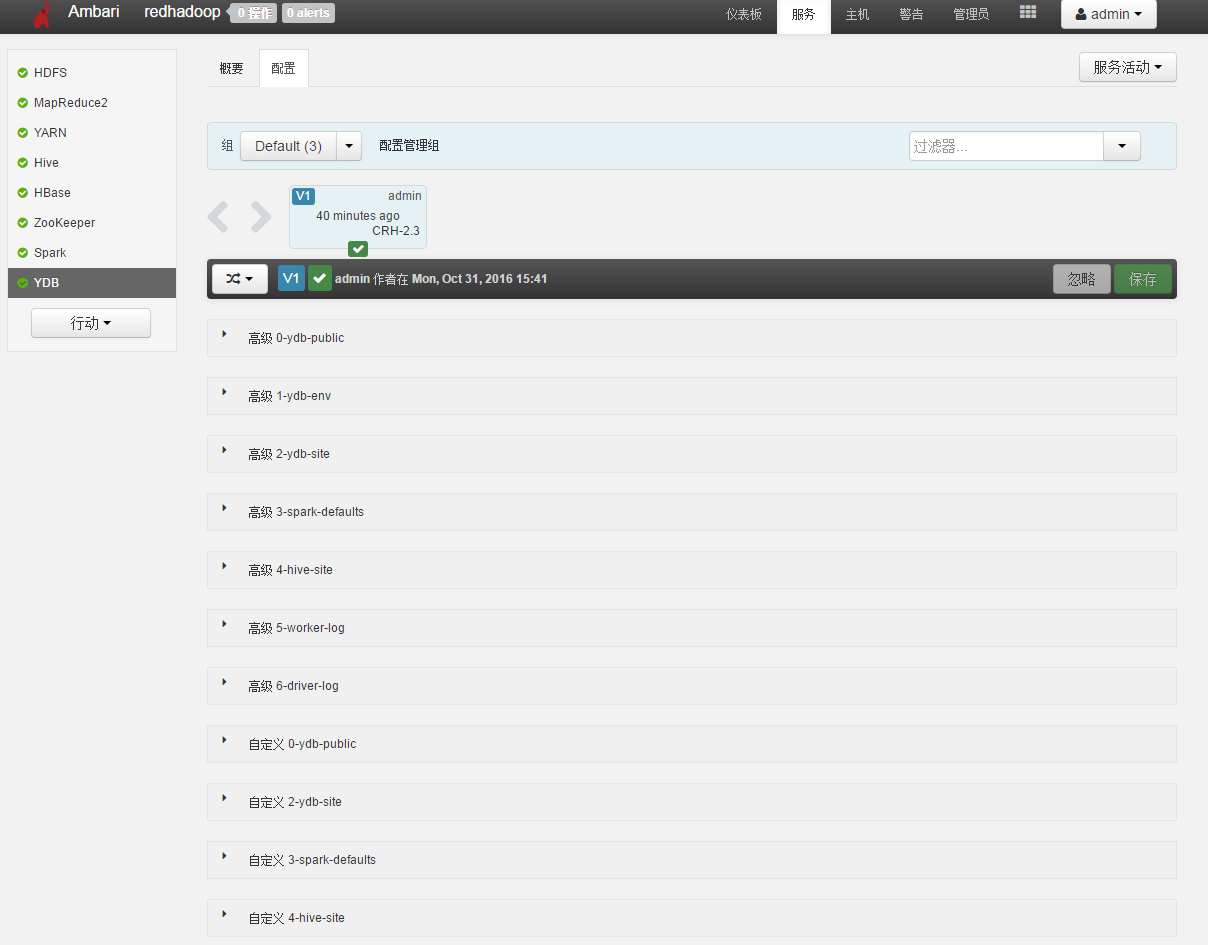 Ambari redhadoop 0 操作 0 alerts 仪表板 服务 主机 警告 管理员 admin
HDFS
MapReduce2
YARN
Hive
HBase
ZooKeeper
Spark
YDB
行动
概要 配置 服务活动
组 Default (3) 配置管理组 过滤器...
V1 admin
40 minutes ago
CRH-2.3
V1 admin 作者在 Mon, Oct 31, 2016 15:41 忽略 保存
高级 0-ydb-public
高级 1-ydb-env
高级 2-ydb-site
高级 3-spark-defaults
高级 4-hive-site
高级 5-worker-log
高级 6-driver-log
自定义 0-ydb-public
自定义 2-ydb-site
自定义 3-spark-defaults
自定义 4-hive-site